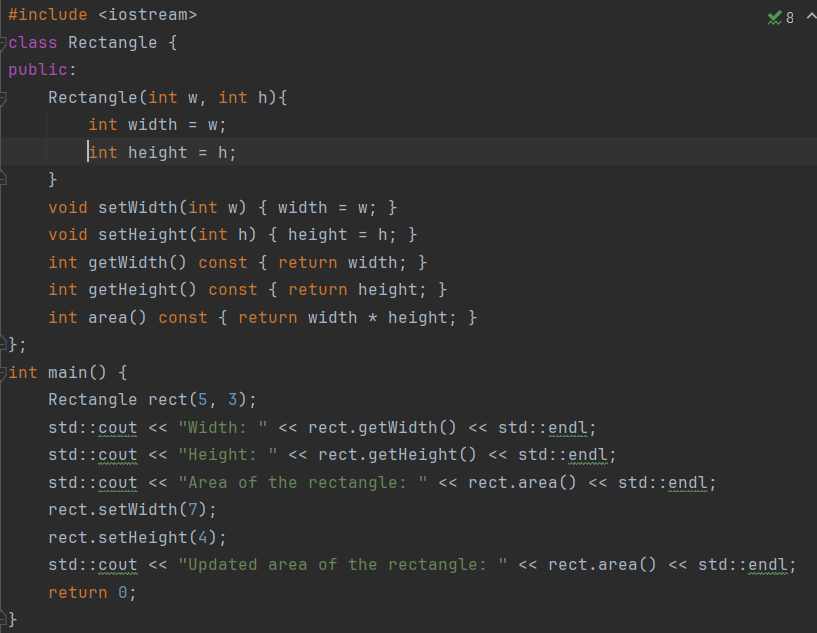 #include <iostream>
8
class Rectangle {
public:
    Rectangle(int w, int h){
        int width = w;
        int height = h;
    }
    void setWidth(int w) { width = w; }
    void setHeight(int h) { height = h; }
    int getWidth() const { return width; }
    int getHeight() const { return height; }
    int area() const { return width * height; }
};
int main() {
    Rectangle rect(5, 3);
    std::cout << "Width: " << rect.getWidth() << std::endl;
    std::cout << "Height: " << rect.getHeight() << std::endl;
    std::cout << "Area of the rectangle: " << rect.area() << std::endl;
    rect.setWidth(7);
    rect.setHeight(4);
    std::cout << "Updated area of the rectangle: " << rect.area() << std::endl;
    return 0;
}